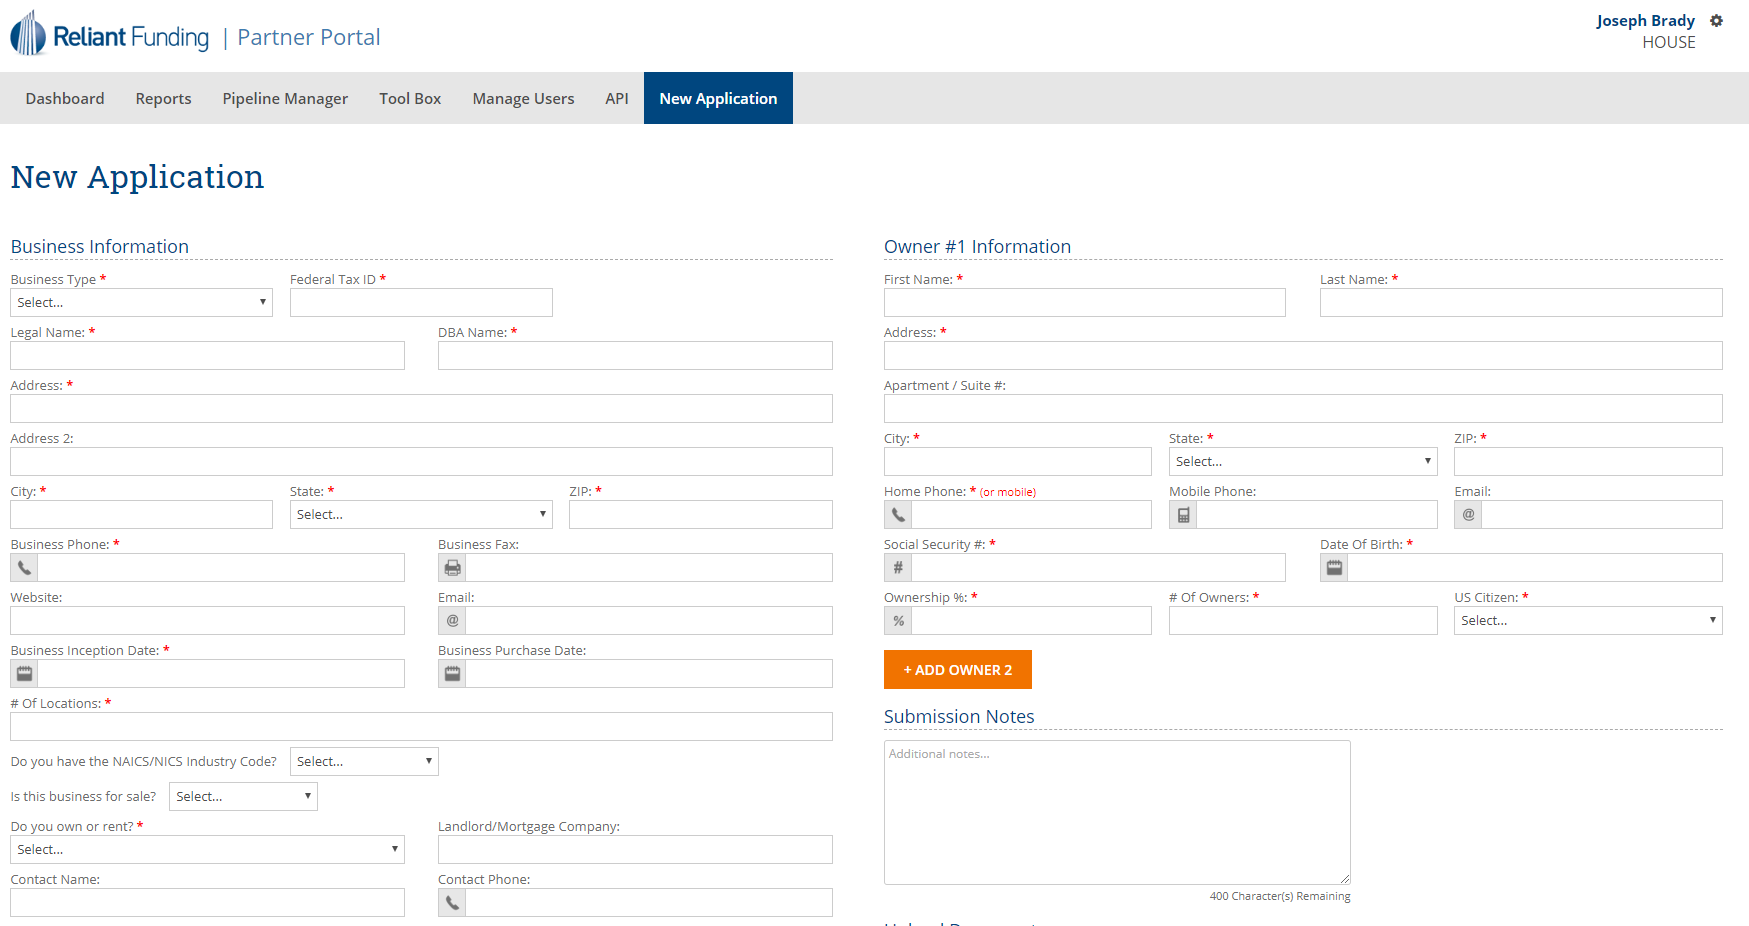 Reliant Funding | Partner Portal
Joseph Brady
HOUSE
Dashboard Reports Pipeline Manager Tool Box Manage Users API New Application
New Application
Business Information
Business Type * Federal Tax ID *
Select...
Legal Name: * DBA Name: *
Address: *
Address 2:
City: * State: * ZIP: *
Select...
Business Phone: * Business Fax:
Website: Email:
@
Business Inception Date: * Business Purchase Date:
# Of Locations: *
Do you have the NAICS/NICS Industry Code? Select...
Is this business for sale? Select...
Do you own or rent? * Landlord/Mortgage Company:
Select...
Contact Name: Contact Phone:
Owner #1 Information
First Name: * Last Name: *
Address: *
Apartment / Suite #:
City: * State: * ZIP: *
Select...
Home Phone: * (or mobile) Mobile Phone: Email:
@
Social Security #: * Date Of Birth: *
#
Ownership %: * # Of Owners: * US Citizen: *
% Select...
+ ADD OWNER 2
Submission Notes
Additional notes...
400 Character(s) Remaining